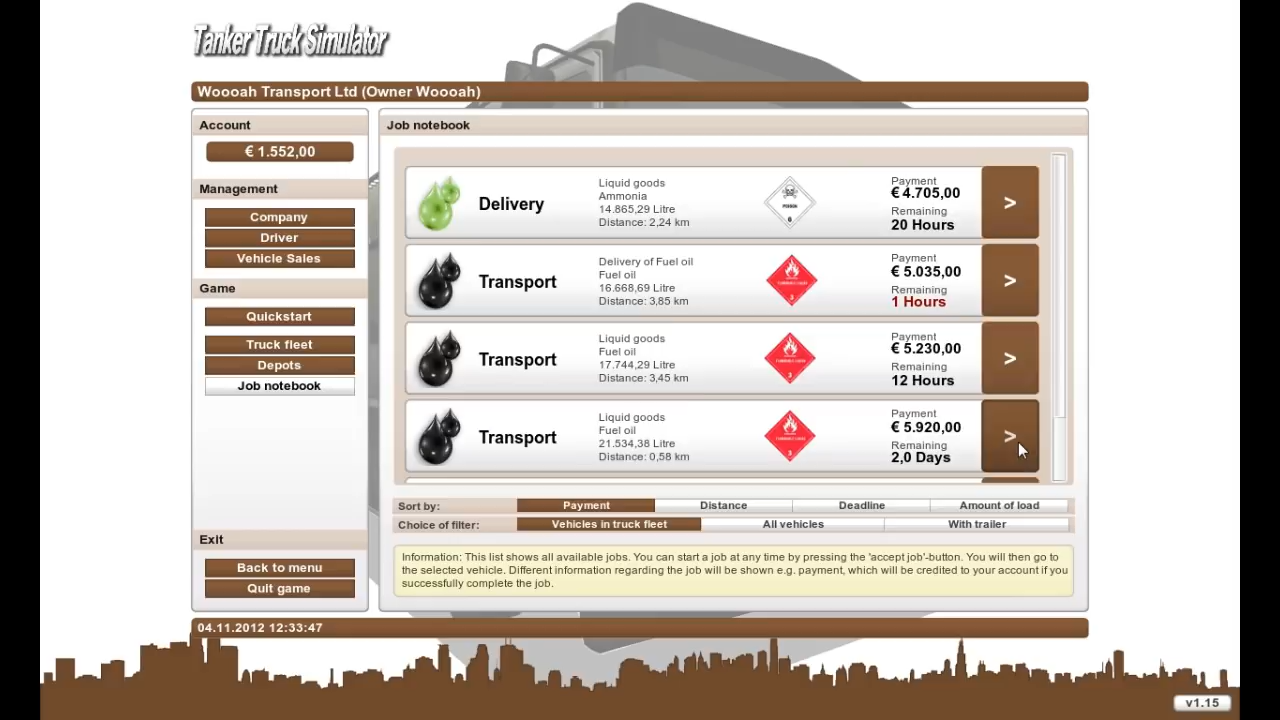 Tanker Truck Simulator
Woooah Transport Ltd (Owner Woooah)
Account
€ 1.552,00
Management
Company
Driver
Vehicle Sales
Game
Quickstart
Truck fleet
Depots
Job notebook
Exit
Back to menu
Quit game
Job notebook
Delivery
Liquid goods
Ammonia
14.865,29 Litre
Distance: 2,24 km
POISON
6
Payment
€ 4.705,00
Remaining
20 Hours
>
Transport
Delivery of Fuel oil
Fuel oil
16.668,69 Litre
Distance: 3,85 km
3
Payment
€ 5.035,00
Remaining
1 Hours
>
Transport
Liquid goods
Fuel oil
17.744,29 Litre
Distance: 3,45 km
3
Payment
€ 5.230,00
Remaining
12 Hours
>
Transport
Liquid goods
Fuel oil
21.534,38 Litre
Distance: 0,58 km
3
Payment
€ 5.920,00
Remaining
2,0 Days
>
Sort by: Payment Distance Deadline Amount of load
Choice of filter: Vehicles in truck fleet All vehicles With trailer
Information: This list shows all available jobs. You can start a job at any time by pressing the 'accept job'-button. You will then go to
the selected vehicle. Different information regarding the job will be shown e.g. payment, which will be credited to your account if you
successfully complete the job.
04.11.2012 12:33:47
v1.15